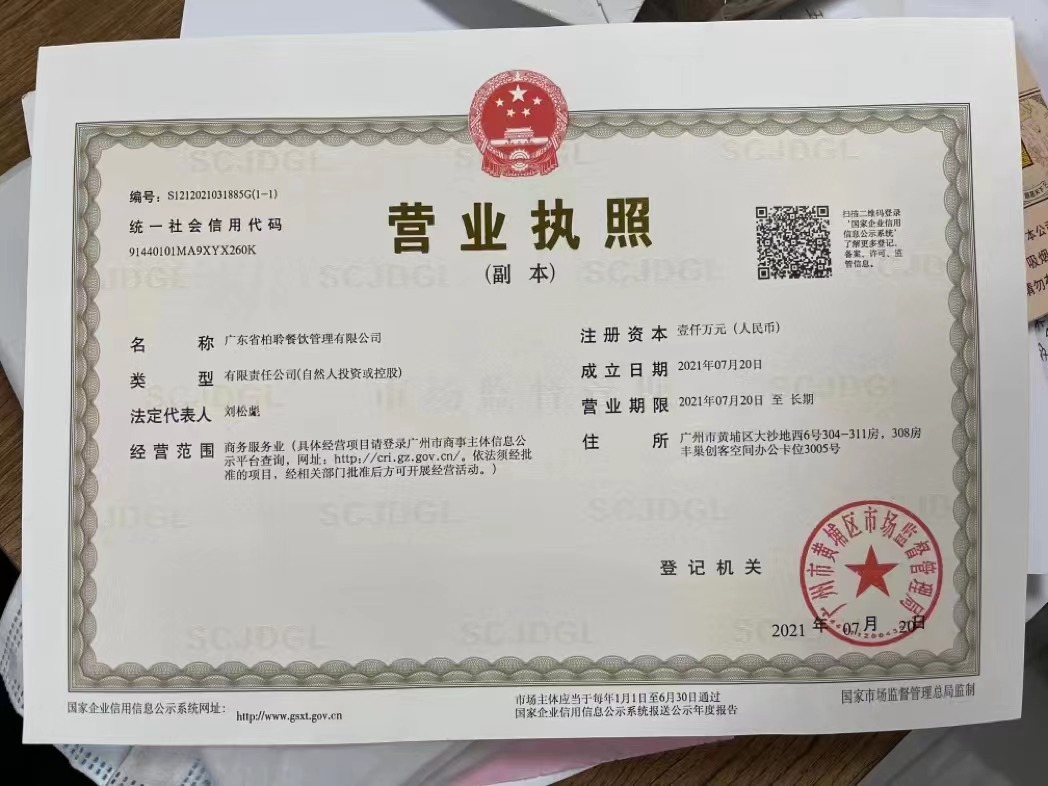 编号：S1212021031885G(1-1)
统一社会信用代码
91440101MA9XYX260K
营业执照
（副 本）
扫描二维码登录
‘国家企业信用
信息公示系统’
了解更多登记、
备案、许可、监
管信息。
名 称 广东省柏聆餐饮管理有限公司
类 型 有限责任公司(自然人投资或控股)
法定代表人 刘松彪
经营范围 商务服务业（具体经营项目请登录广州市商事主体信息公
示平台查询，网址：http://cri.gz.gov.cn/。依法须经批
准的项目，经相关部门批准后方可开展经营活动。）
注册资本 壹仟万元（人民币）
成立日期 2021年07月20日
营业期限 2021年07月20日 至 长期
住 所 广州市黄埔区大沙地西6号304-311房，308房
丰巢创客空间办公卡位3005号
登记机关
广州市黄埔区市场监督管理局
2021 年 07 月 20 日
国家企业信用信息公示系统网址：
http://www.gsxt.gov.cn
市场主体应当于每年1月1日至6月30日通过
国家企业信用信息公示系统报送公示年度报告
国家市场监督管理总局监制
SCJDGL